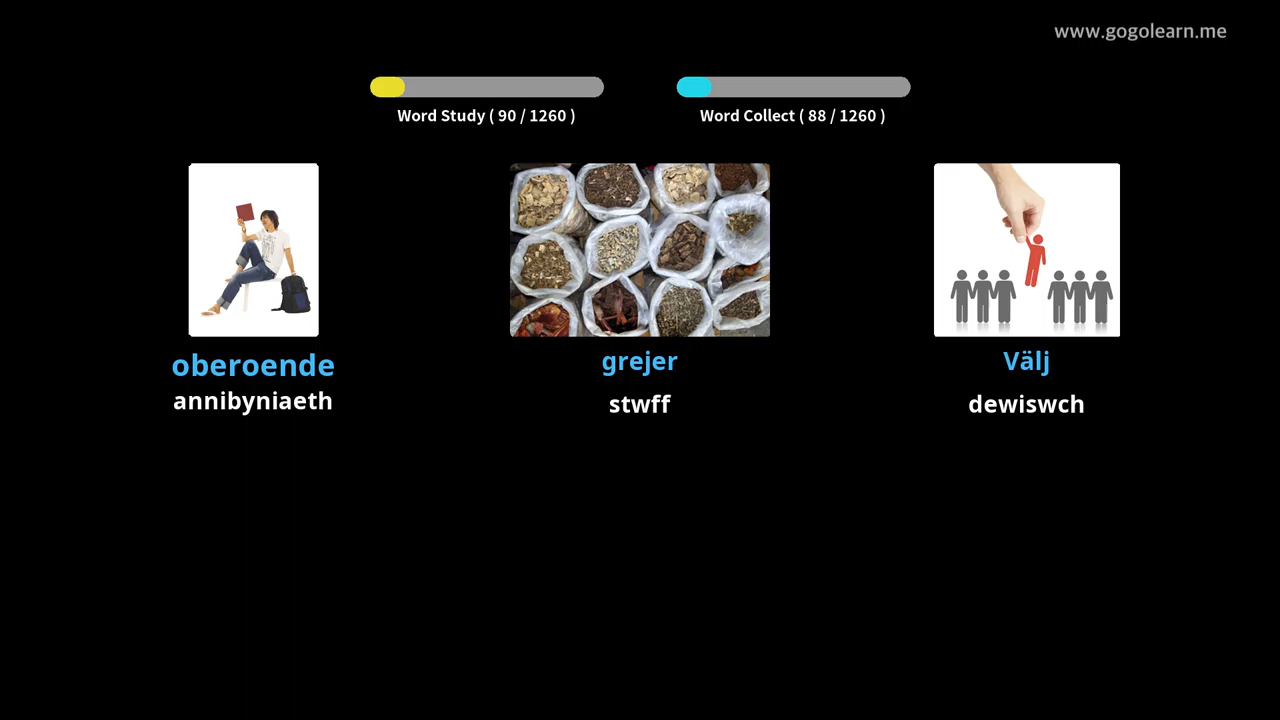 www.gogolearn.me
Word Study ( 90 / 1260 )
Word Collect ( 88 / 1260 )
oberoende
annibyniaeth
grejer
stwff
Välj
dewiswch